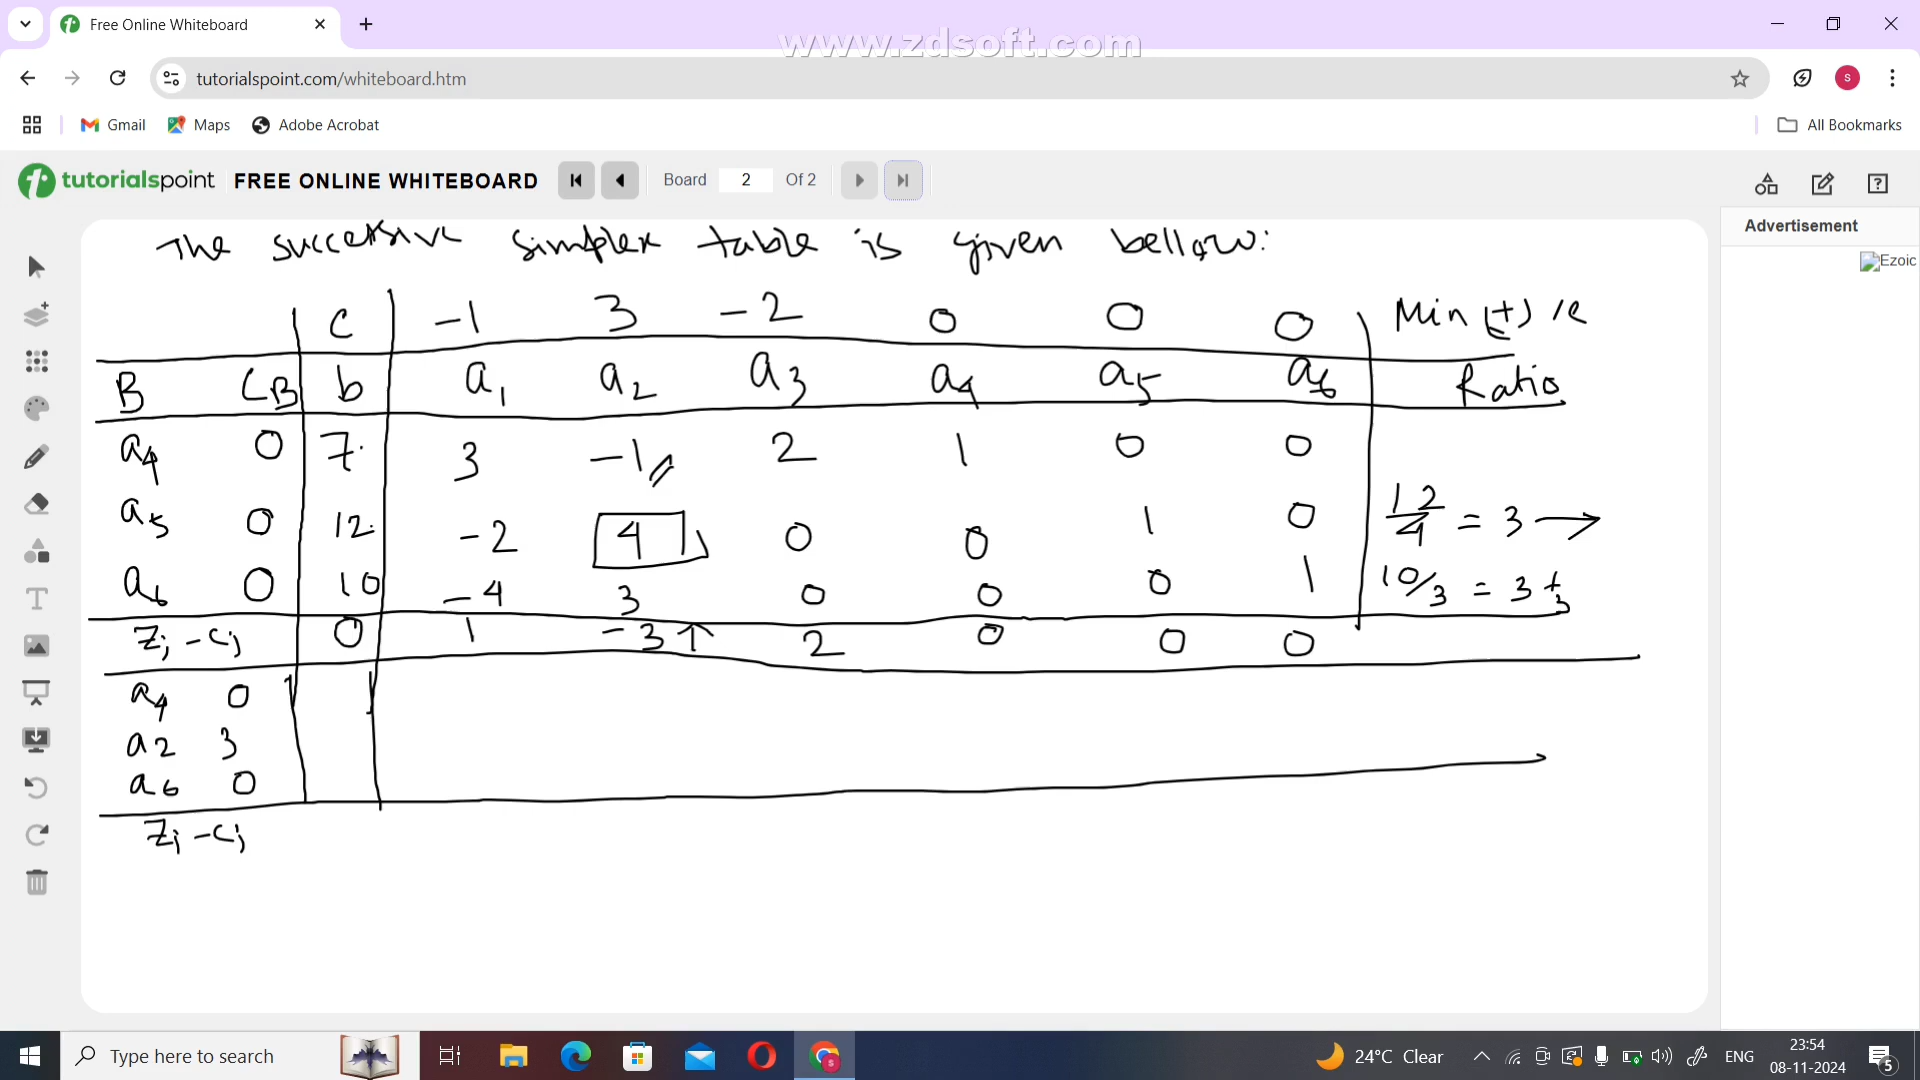 Free Online Whiteboard
www.zdsoft.com
tutorialspoint.com/whiteboard.htm
S
Gmail Maps Adobe Acrobat All Bookmarks
tutorialspoint FREE ONLINE WHITEBOARD Board 2 Of 2
Advertisement
Ezoic
The successive simplex table is given bellow:
C -1 3 -2 0 0 0 Min (+) ve
B CB b a1 a2 a3 a4 a5 a6 Ratio
a4 0 7 3 -1 2 1 0 0
a5 0 12 -2 4 0 0 1 0 12/4 = 3 →
a6 0 10 -4 3 0 0 0 1 10/3 = 3 1/3
Zj - Cj 0 1 -3 ↑ 2 0 0 0
a4 0
a2 3
a6 0
Zj - Cj
Type here to search
24°C Clear
ENG
23:54
08-11-2024
5